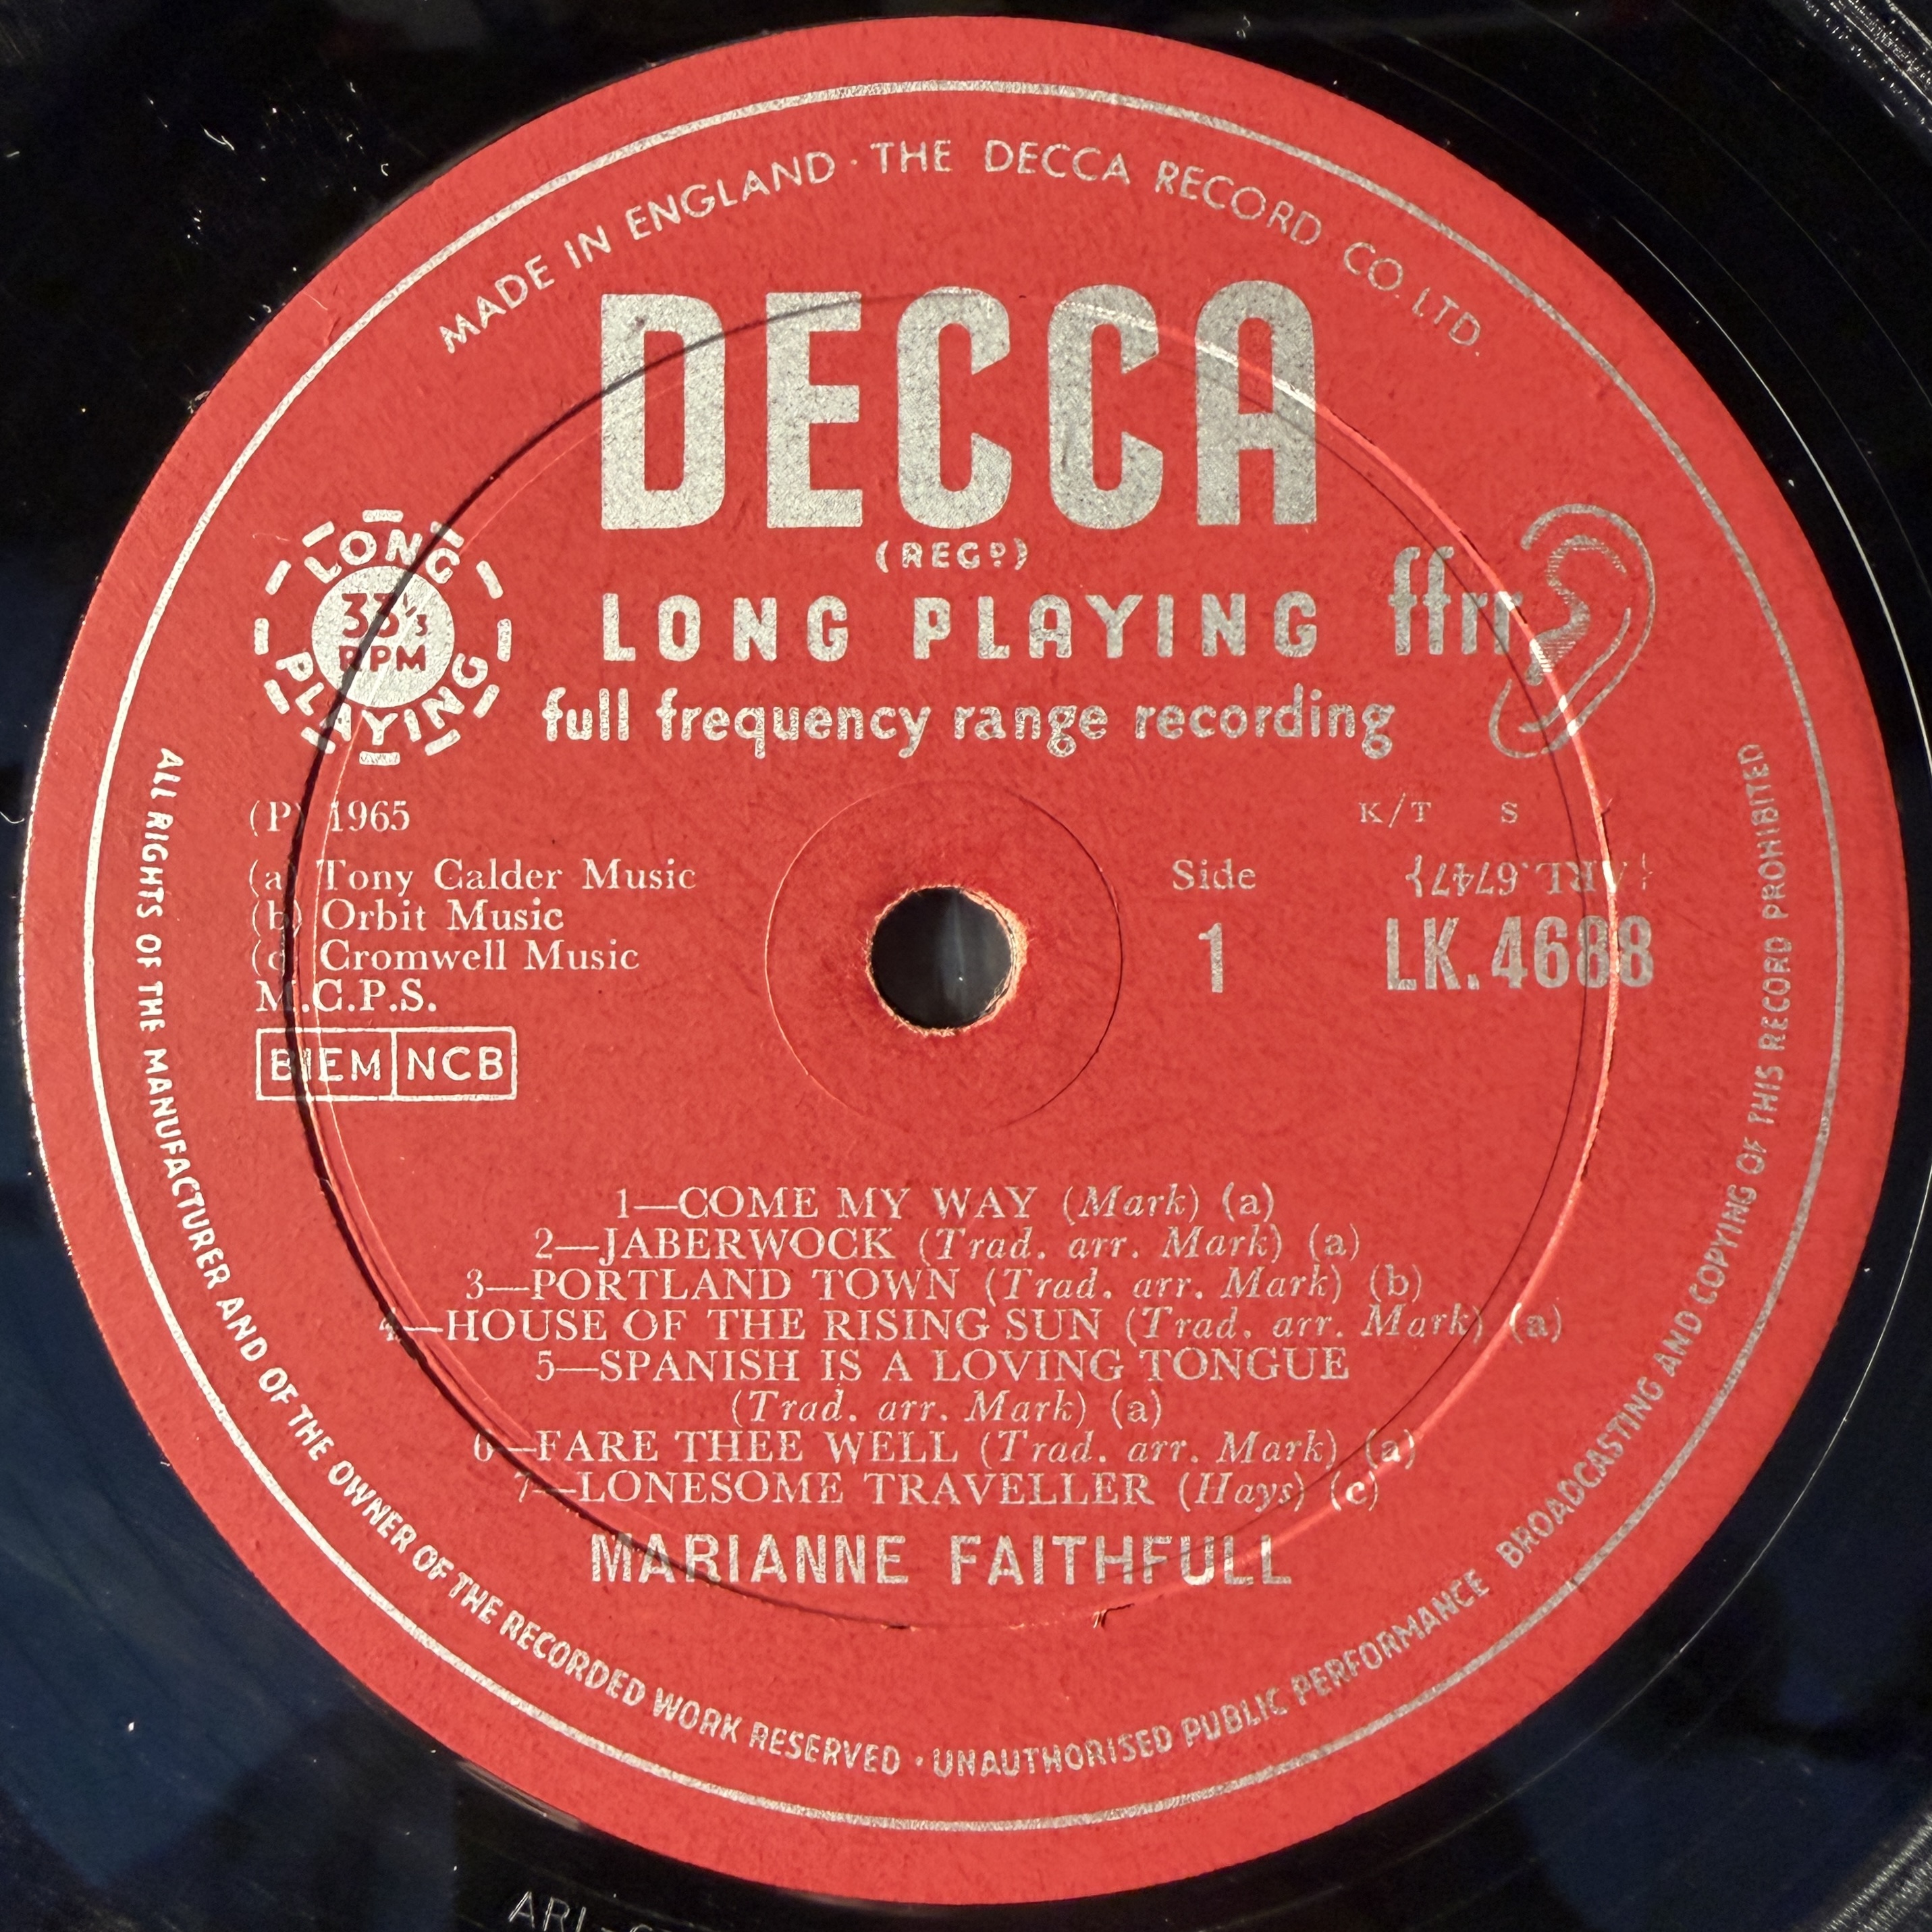 MADE IN ENGLAND · THE DECCA RECORD CO. LTD.
DECCA
(REGD)
LONG PLAYING
ffrr
full frequency range recording
LONG
33⅓
RPM
PLAYING
(P) 1965
K/T S
(a) Tony Calder Music
(b) Orbit Music
(c) Cromwell Music
M.C.P.S.
BIEM NCB
Side
1
{ARL.6747}
LK.4688
1—COME MY WAY (Mark) (a)
2—JABERWOCK (Trad. arr. Mark) (a)
3—PORTLAND TOWN (Trad. arr. Mark) (b)
4—HOUSE OF THE RISING SUN (Trad. arr. Mark) (a)
5—SPANISH IS A LOVING TONGUE
(Trad. arr. Mark) (a)
6—FARE THEE WELL (Trad. arr. Mark) (a)
7—LONESOME TRAVELLER (Hays) (c)
MARIANNE FAITHFULL
ALL RIGHTS OF THE MANUFACTURER AND OF THE OWNER OF THE RECORDED WORK RESERVED · UNAUTHORISED PUBLIC PERFORMANCE · BROADCASTING AND COPYING OF THIS RECORD PROHIBITED